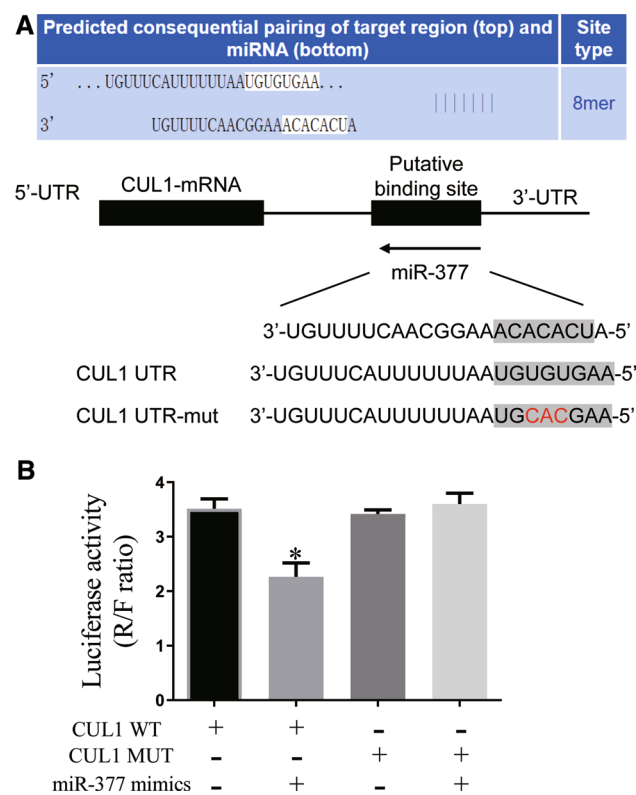 A
Predicted consequential pairing of target region (top) and miRNA (bottom)
Site type
5' ...UGUUUCAUUUUUUAAUGUGUGAA...
8mer
3' UGUUUUCAACGGAAACACACUA
5'-UTR
CUL1-mRNA
Putative binding site
3'-UTR
miR-377
3'-UGUUUUCAACGGAAACACACUA-5'
CUL1 UTR
3'-UGUUUCAUUUUUUAAUGUGUGAA-5'
CUL1 UTR-mut
3'-UGUUUCAUUUUUUAAUGCACGAA-5'
B
Luciferase activity
(R/F ratio)
4
3
2
1
0
*
CUL1 WT + + - -
CUL1 MUT - - + +
miR-377 mimics - + - +